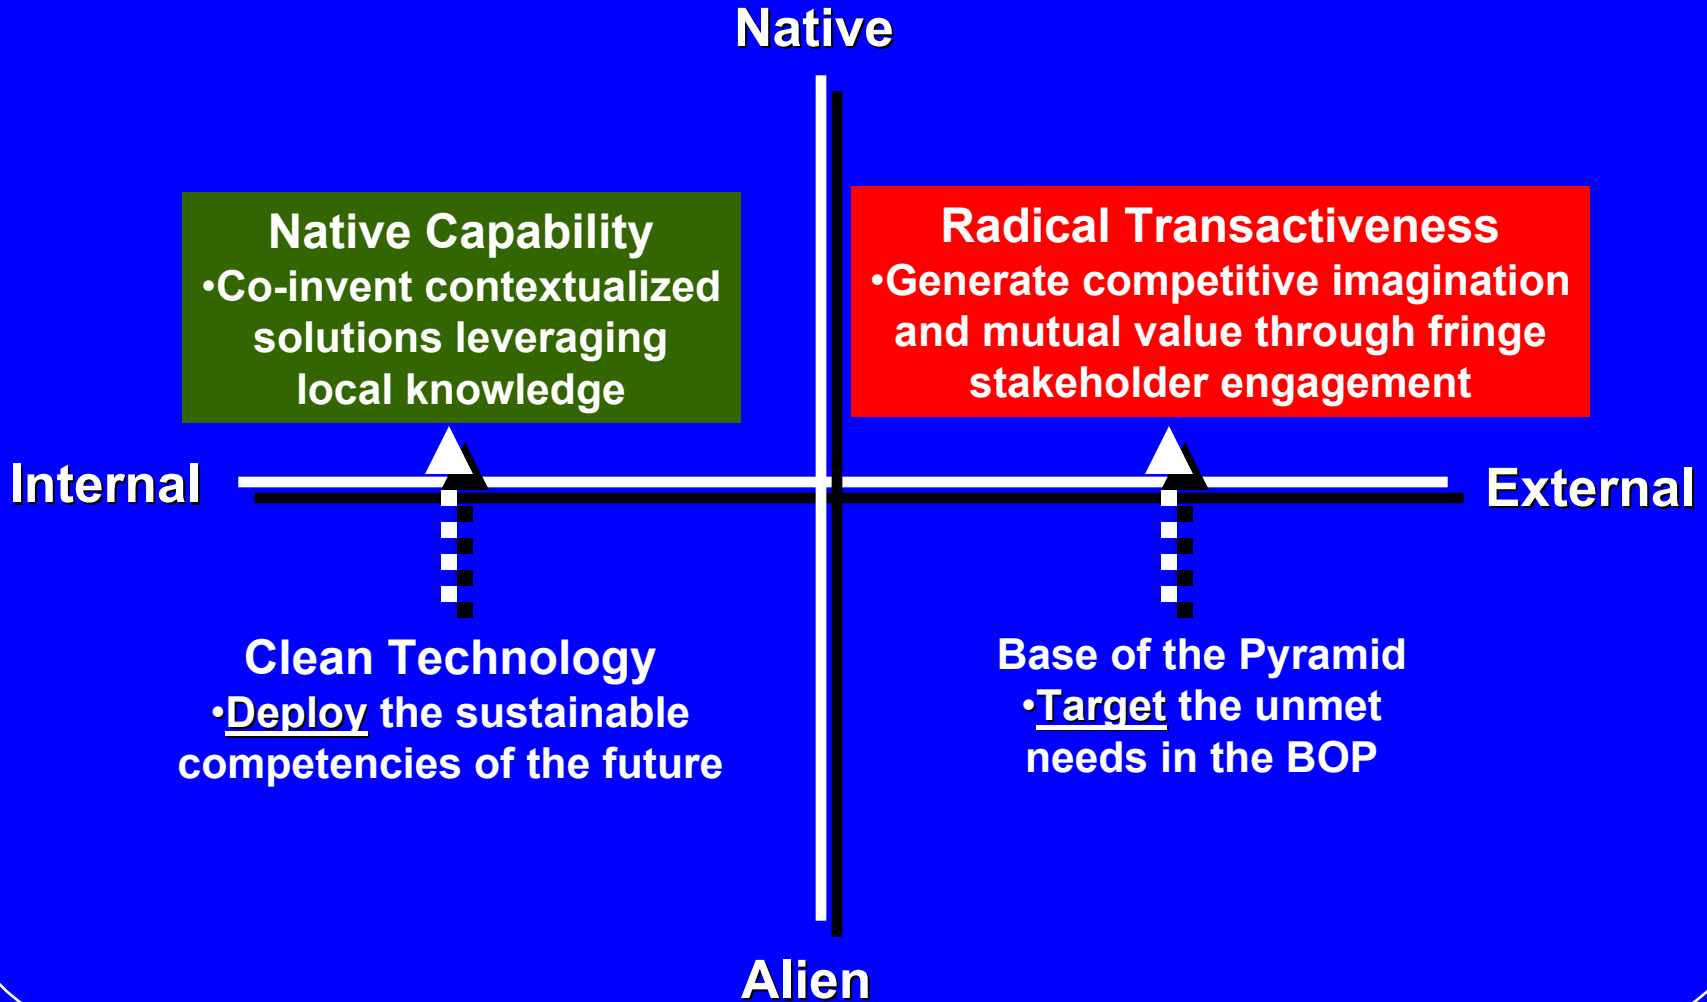 Native
Native Capability
•Co-invent contextualized
solutions leveraging
local knowledge
Radical Transactiveness
•Generate competitive imagination
and mutual value through fringe
stakeholder engagement
Internal
External
Clean Technology
•Deploy the sustainable
competencies of the future
Base of the Pyramid
•Target the unmet
needs in the BOP
Alien